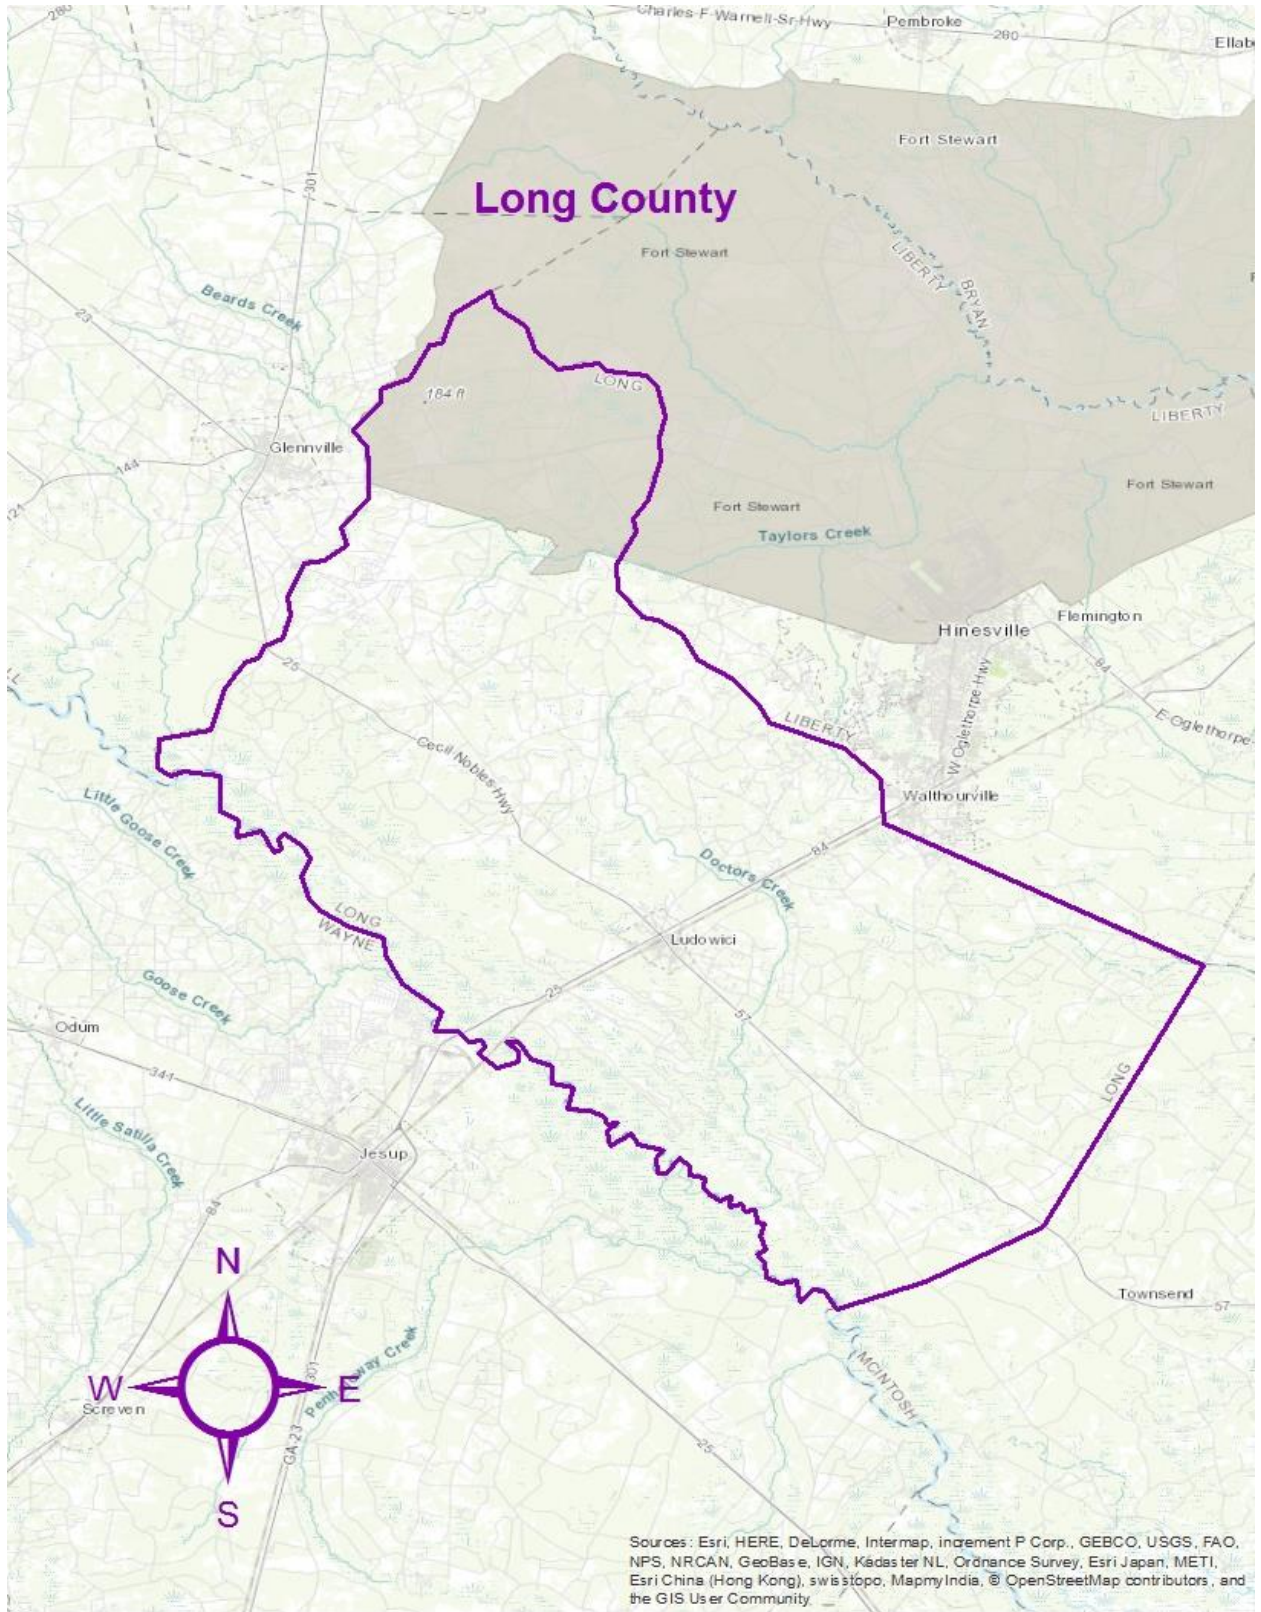 280
Charles-F-Warnell-Sr-Hwy
Pembroke
280
Ellab
Fort Stewart
301
Long County
Fort Stewart
LIBERTY
BRYAN
Beards Creek
23
184 ft
LONG
LIBERTY
Glennville
144
121
Fort Stewart
Fort Stewart
Taylors Creek
Hinesville
Flemington
25
84
W Oglethorpe Hwy
E-Oglethorpe-
LIBERTY
Cecil Nobles Hwy
Little Goose Creek
Walthourville
84
Doctors Creek
LONG
WAYNE
Ludowici
Goose Creek
25
57
Odum
341
LONG
Little Satilla Creek
Jesup
84
N
Townsend
57
MCINTOSH
W
E
Screven
301
Penholoway Creek
GA-23
25
S
Sources: Esri, HERE, DeLorme, Intermap, increment P Corp., GEBCO, USGS, FAO,
NPS, NRCAN, GeoBase, IGN, Kadaster NL, Ordnance Survey, Esri Japan, METI,
Esri China (Hong Kong), swisstopo, MapmyIndia, © OpenStreetMap contributors, and
the GIS User Community